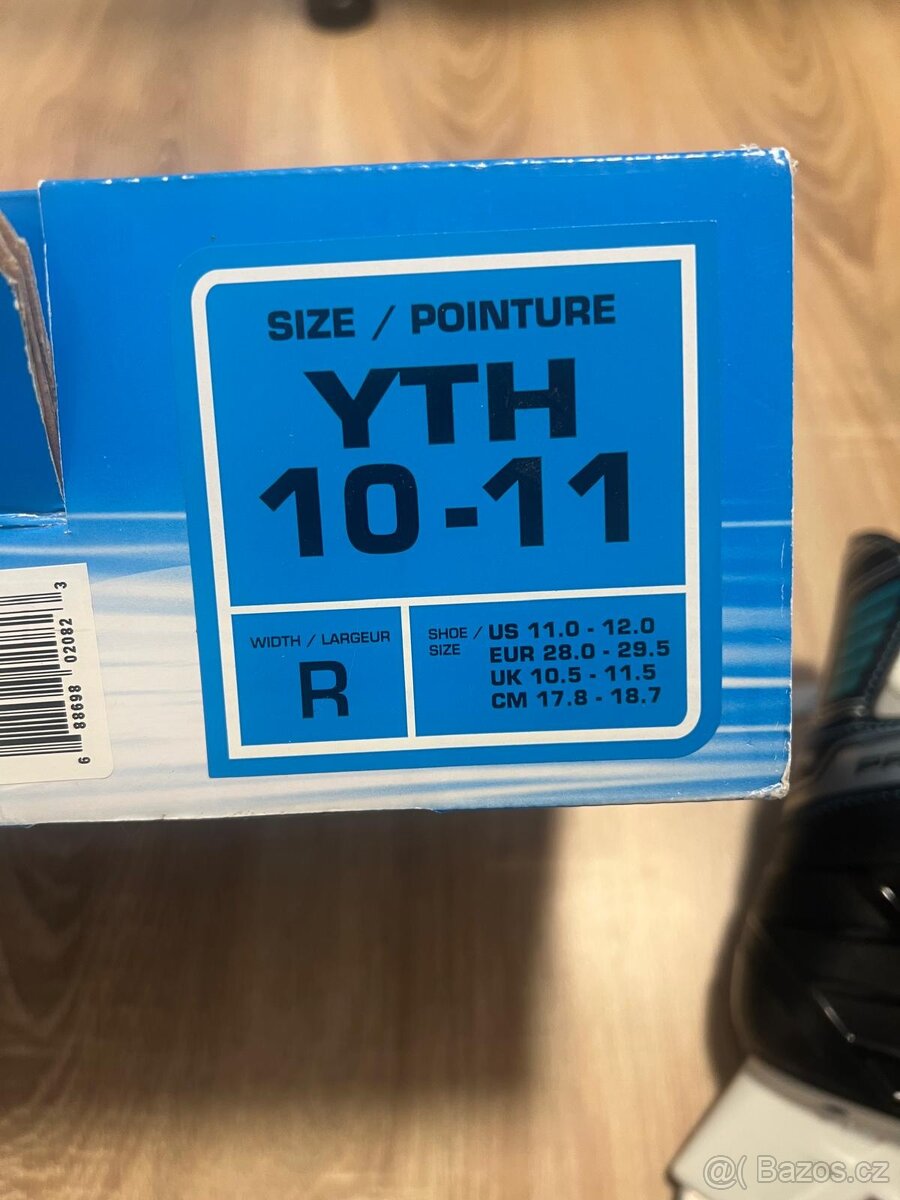 SIZE / POINTURE
YTH
10-11
WIDTH / LARGEUR
R
SHOE / SIZE
US 11.0 - 12.0
EUR 28.0 - 29.5
UK 10.5 - 11.5
CM 17.8 - 18.7
6 88698 02082 3
@( Bazos.cz